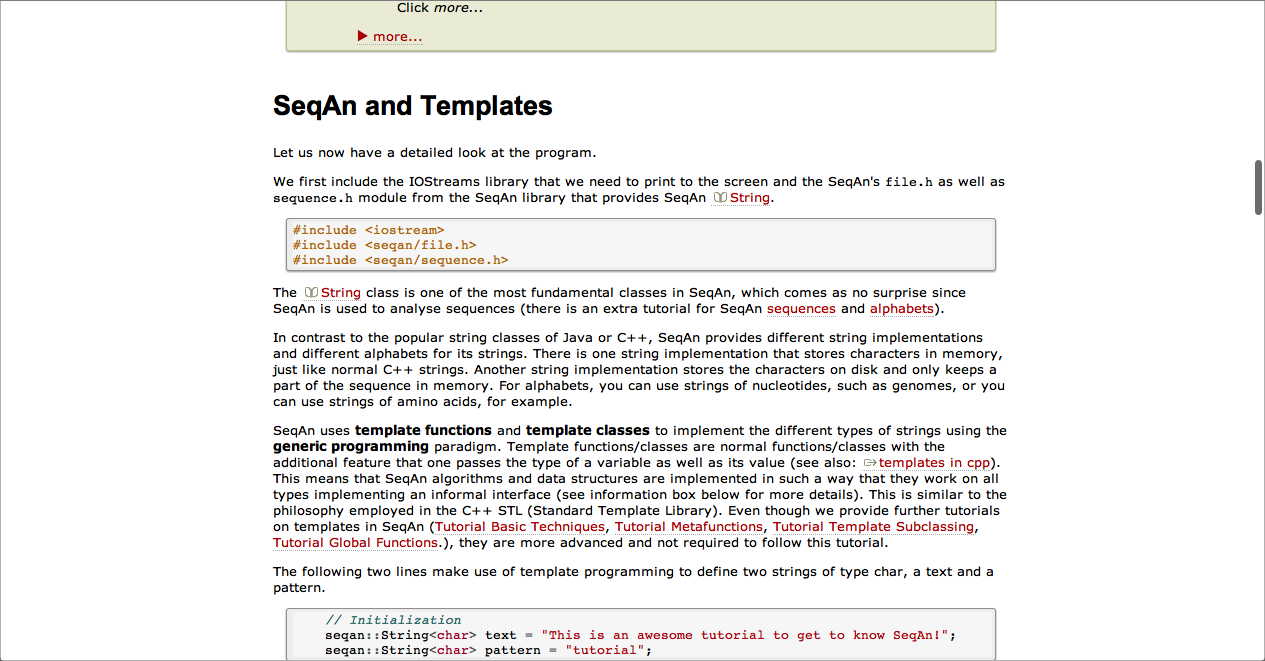 Click more...
▶ more...
SeqAn and Templates
Let us now have a detailed look at the program.
We first include the IOStreams library that we need to print to the screen and the SeqAn's file.h as well as
sequence.h module from the SeqAn library that provides SeqAn String.
#include <iostream>
#include <seqan/file.h>
#include <seqan/sequence.h>
The String class is one of the most fundamental classes in SeqAn, which comes as no surprise since
SeqAn is used to analyse sequences (there is an extra tutorial for SeqAn sequences and alphabets).
In contrast to the popular string classes of Java or C++, SeqAn provides different string implementations
and different alphabets for its strings. There is one string implementation that stores characters in memory,
just like normal C++ strings. Another string implementation stores the characters on disk and only keeps a
part of the sequence in memory. For alphabets, you can use strings of nucleotides, such as genomes, or you
can use strings of amino acids, for example.
SeqAn uses template functions and template classes to implement the different types of strings using the
generic programming paradigm. Template functions/classes are normal functions/classes with the
additional feature that one passes the type of a variable as well as its value (see also: templates in cpp).
This means that SeqAn algorithms and data structures are implemented in such a way that they work on all
types implementing an informal interface (see information box below for more details). This is similar to the
philosophy employed in the C++ STL (Standard Template Library). Even though we provide further tutorials
on templates in SeqAn (Tutorial Basic Techniques, Tutorial Metafunctions, Tutorial Template Subclassing,
Tutorial Global Functions.), they are more advanced and not required to follow this tutorial.
The following two lines make use of template programming to define two strings of type char, a text and a
pattern.
// Initialization
seqan::String<char> text = "This is an awesome tutorial to get to know SeqAn!";
seqan::String<char> pattern = "tutorial";